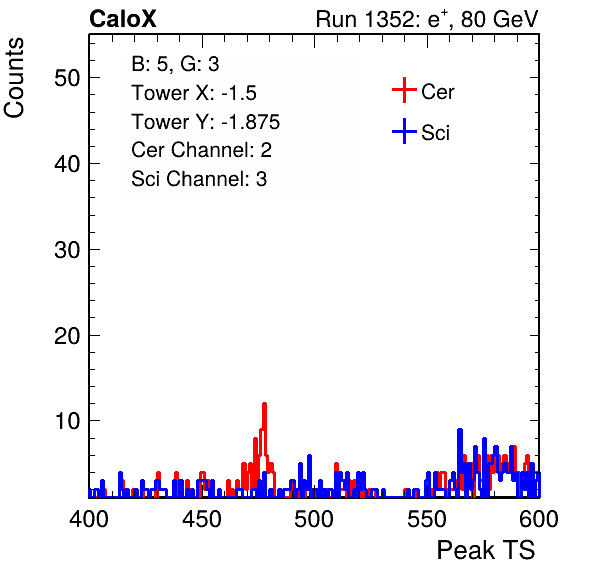 CaloX Run 1352: e⁺, 80 GeV
Counts
B: 5, G: 3
Tower X: -1.5
Tower Y: -1.875
Cer Channel: 2
Sci Channel: 3
Cer
Sci
50
40
30
20
10
400 450 500 550 600
Peak TS